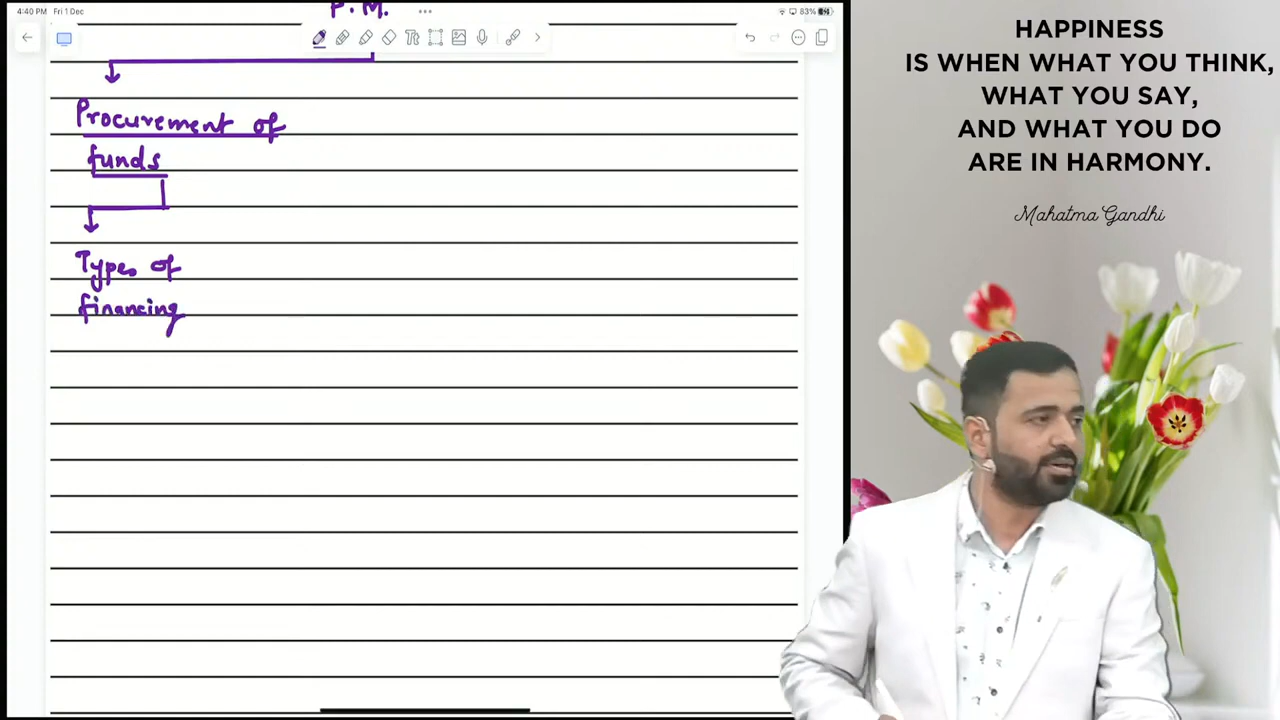 4:40 PM Fri 1 Dec
83%
HAPPINESS
IS WHEN WHAT YOU THINK,
WHAT YOU SAY,
AND WHAT YOU DO
ARE IN HARMONY.
Mahatma Gandhi
Procurement of
funds
Types of
financing